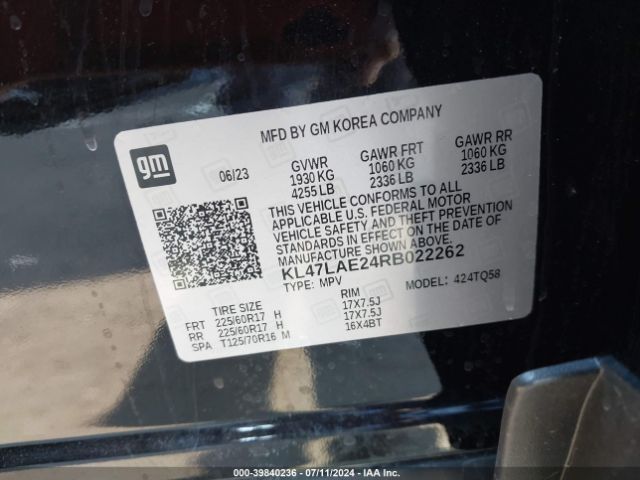 MFD BY GM KOREA COMPANY
gm
06/23
GVWR
1930 KG
4255 LB
GAWR FRT
1060 KG
2336 LB
GAWR RR
1060 KG
2336 LB
THIS VEHICLE CONFORMS TO ALL
APPLICABLE U.S. FEDERAL MOTOR
VEHICLE SAFETY AND THEFT PREVENTION
STANDARDS IN EFFECT ON THE DATE OF
MANUFACTURE SHOWN ABOVE.
KL47LAE24RB022262
TYPE: MPV MODEL: 424TQ58
TIRE SIZE RIM
FRT 225/60R17 H 17X7.5J
RR 225/60R17 H 17X7.5J
SPA T125/70R16 M 16X4BT
000-39840236 - 07/11/2024 - IAA Inc.